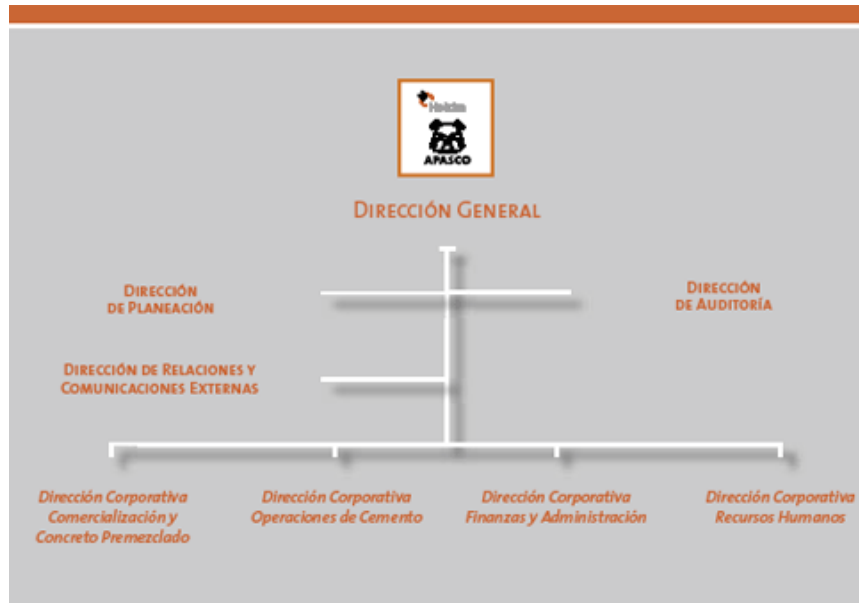 Holcim
APASCO
DIRECCIÓN GENERAL
DIRECCIÓN
DE PLANEACIÓN
DIRECCIÓN
DE AUDITORÍA
DIRECCIÓN DE RELACIONES Y
COMUNICACIONES EXTERNAS
Dirección Corporativa
Comercialización y
Concreto Premezclado
Dirección Corporativa
Operaciones de Cemento
Dirección Corporativa
Finanzas y Administración
Dirección Corporativa
Recursos Humanos